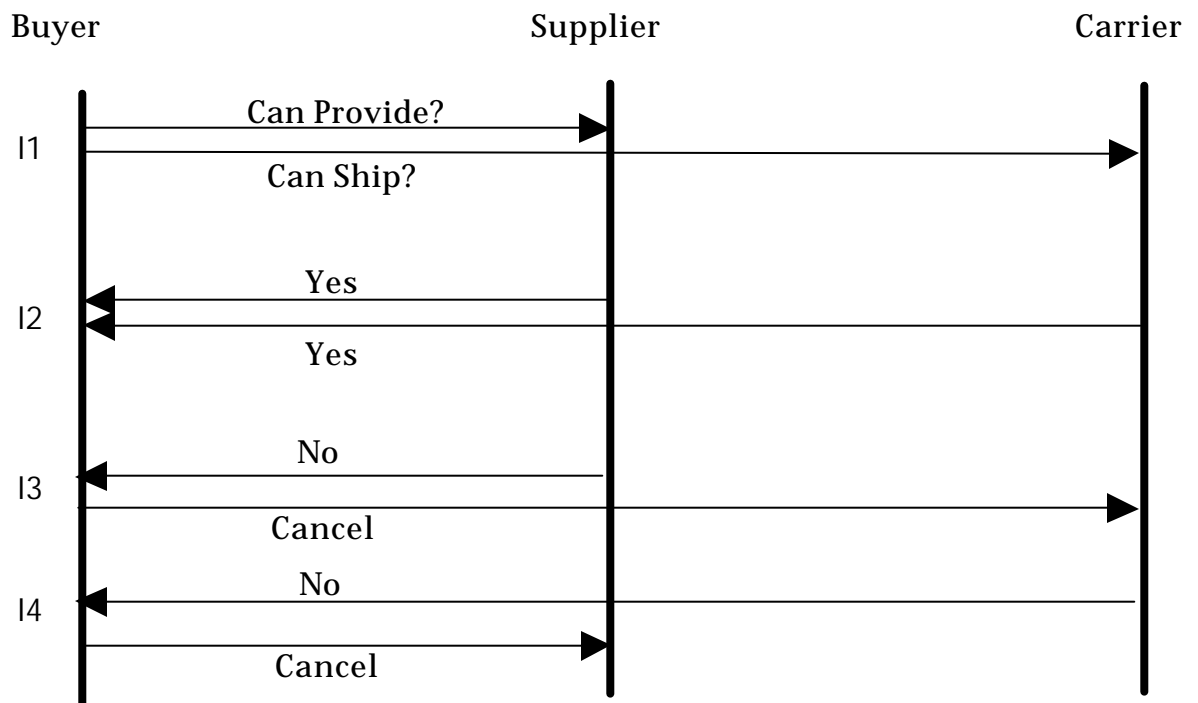 Buyer Supplier Carrier
Can Provide?
I1
Can Ship?
Yes
I2
Yes
No
I3
Cancel
No
I4
Cancel